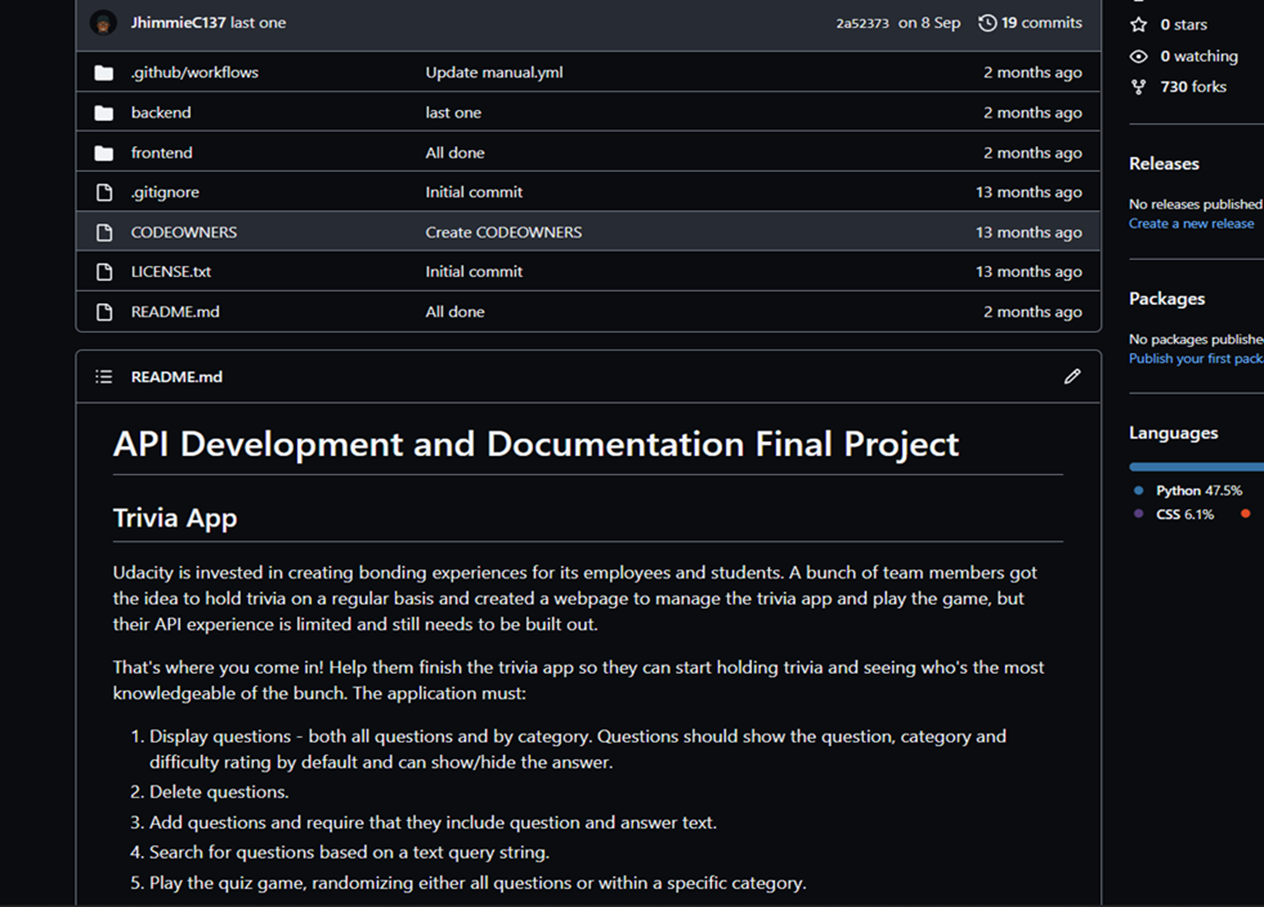 JhimmieC137 last one 2a52373 on 8 Sep 19 commits
.github/workflows Update manual.yml 2 months ago
backend last one 2 months ago
frontend All done 2 months ago
.gitignore Initial commit 13 months ago
CODEOWNERS Create CODEOWNERS 13 months ago
LICENSE.txt Initial commit 13 months ago
README.md All done 2 months ago
README.md
API Development and Documentation Final Project
Trivia App
Udacity is invested in creating bonding experiences for its employees and students. A bunch of team members got
the idea to hold trivia on a regular basis and created a webpage to manage the trivia app and play the game, but
their API experience is limited and still needs to be built out.
That's where you come in! Help them finish the trivia app so they can start holding trivia and seeing who's the most
knowledgeable of the bunch. The application must:
1. Display questions - both all questions and by category. Questions should show the question, category and
difficulty rating by default and can show/hide the answer.
2. Delete questions.
3. Add questions and require that they include question and answer text.
4. Search for questions based on a text query string.
5. Play the quiz game, randomizing either all questions or within a specific category.
0 stars
0 watching
730 forks
Releases
No releases published
Create a new release
Packages
No packages publishe
Publish your first pack
Languages
Python 47.5%
CSS 6.1%